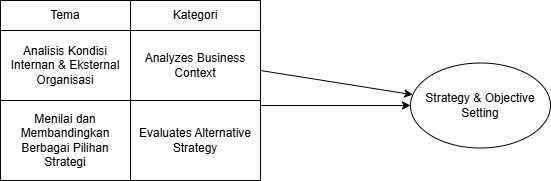 Tema
Kategori
Analisis Kondisi
Internan & Eksternal
Organisasi
Analyzes Business
Context
Menilai dan
Membandingkan
Berbagai Pilihan
Strategi
Evaluates Alternative
Strategy
Strategy & Objective
Setting